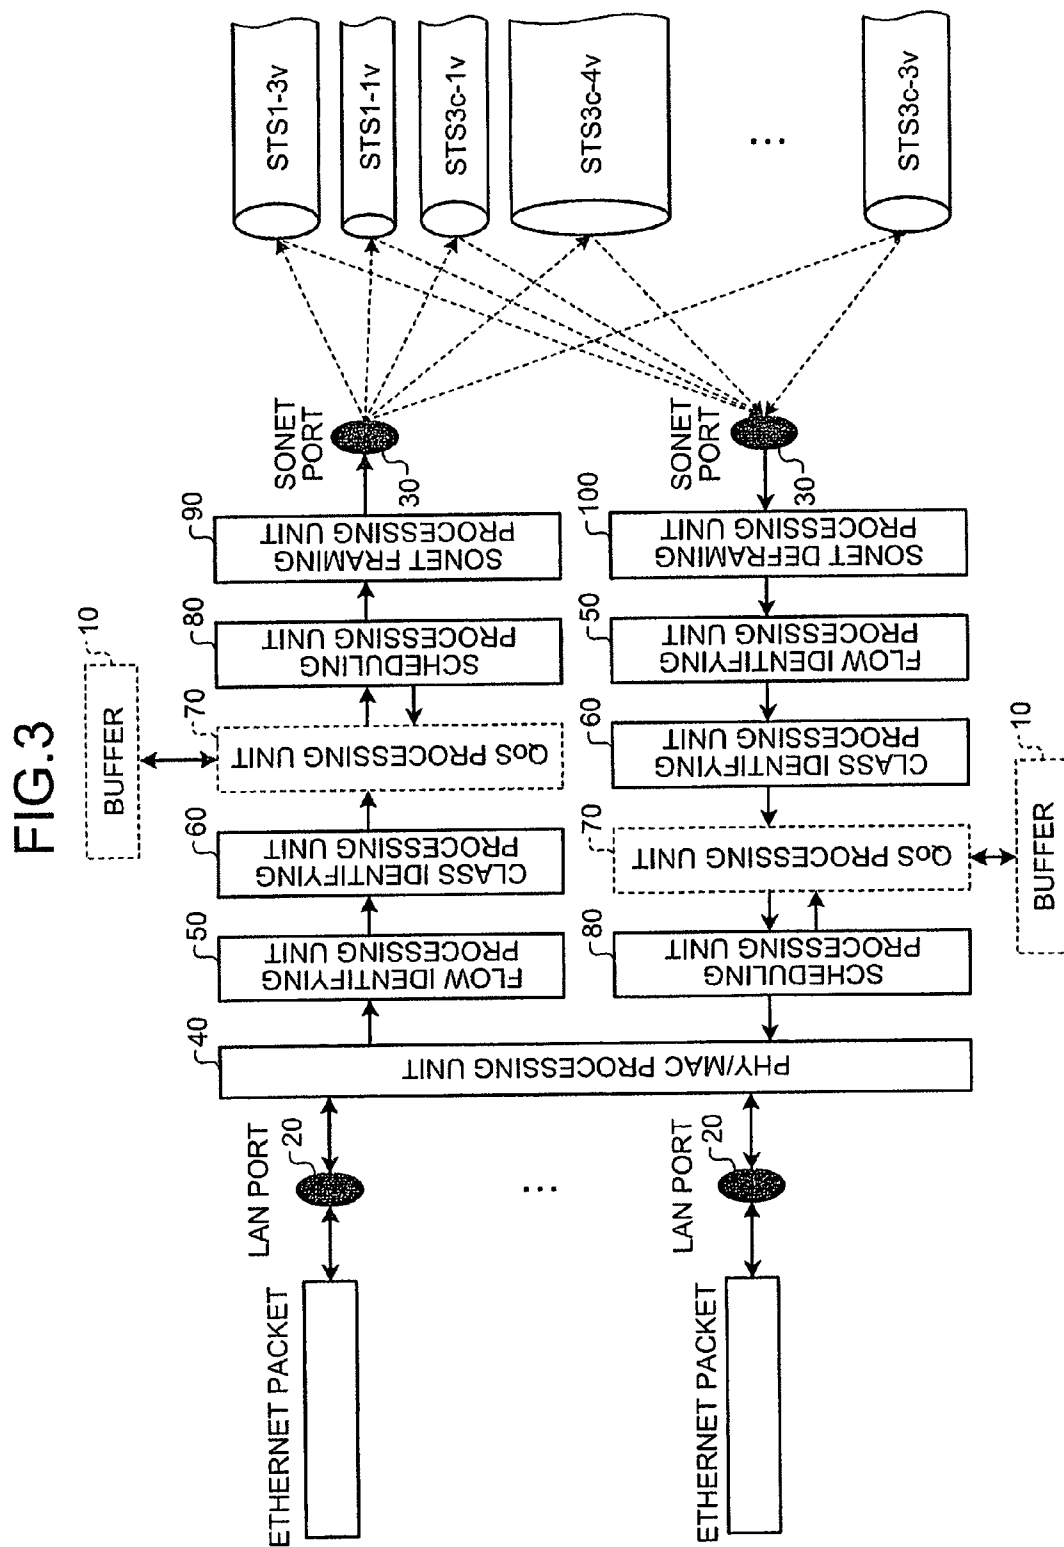 FIG.3
BUFFER
10
ETHERNET PACKET
LAN PORT
20
40
PHY/MAC PROCESSING UNIT
50
FLOW IDENTIFYING
PROCESSING UNIT
60
CLASS IDENTIFYING
PROCESSING UNIT
70
QoS PROCESSING UNIT
80
SCHEDULING
PROCESSING UNIT
90
SONET FRAMING
PROCESSING UNIT
SONET
PORT
30
STS1-3v
STS1-1v
STS3c-1v
STS3c-4v
...
STS3c-3v
...
ETHERNET PACKET
LAN PORT
20
80
SCHEDULING
PROCESSING UNIT
70
QoS PROCESSING UNIT
60
CLASS IDENTIFYING
PROCESSING UNIT
50
FLOW IDENTIFYING
PROCESSING UNIT
100
SONET DEFRAMING
PROCESSING UNIT
SONET
PORT
30
BUFFER
10